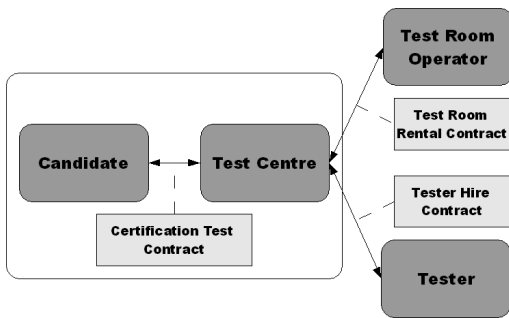 Test Room
Operator
Test Room
Rental Contract
Candidate
Test Centre
Tester Hire
Contract
Certification Test
Contract
Tester